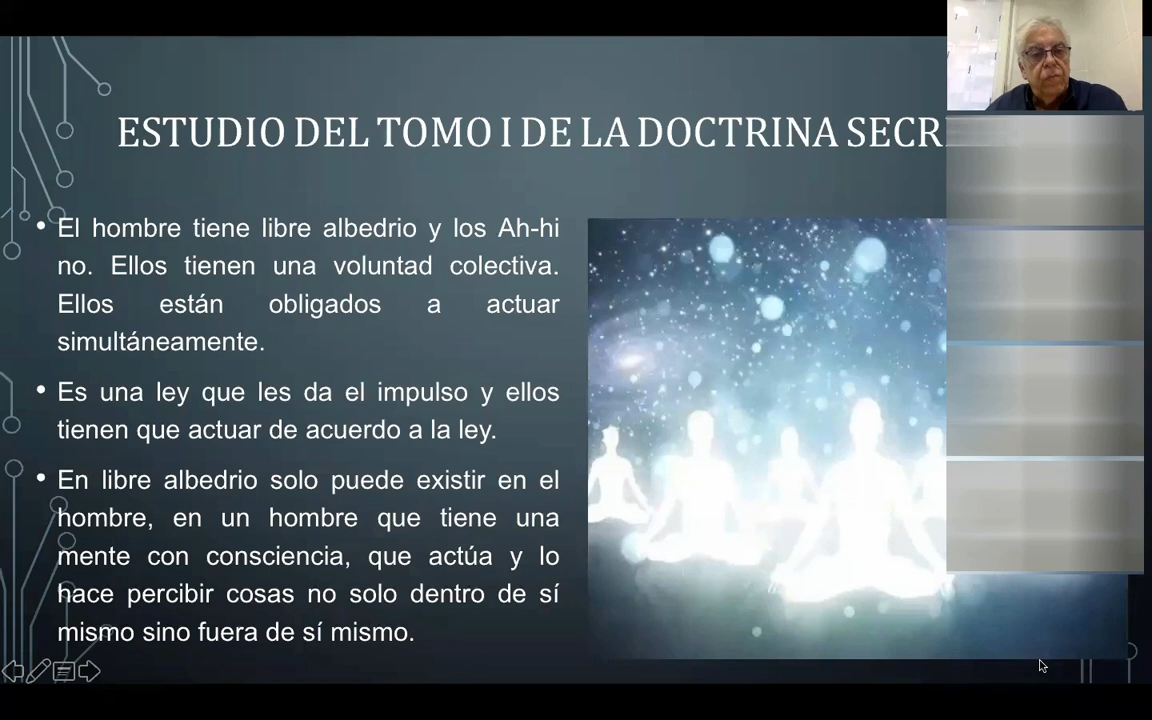 ESTUDIO DEL TOMO I DE LA DOCTRINA
• El hombre tiene libre albedrio y los Ah-hi
no. Ellos tienen una voluntad colectiva.
Ellos están obligados a actuar
simultáneamente.
• Es una ley que les da el impulso y ellos
tienen que actuar de acuerdo a la ley.
• En libre albedrio solo puede existir en el
hombre, en un hombre que tiene una
mente con consciencia, que actúa y lo
hace percibir cosas no solo dentro de sí
mismo sino fuera de sí mismo.